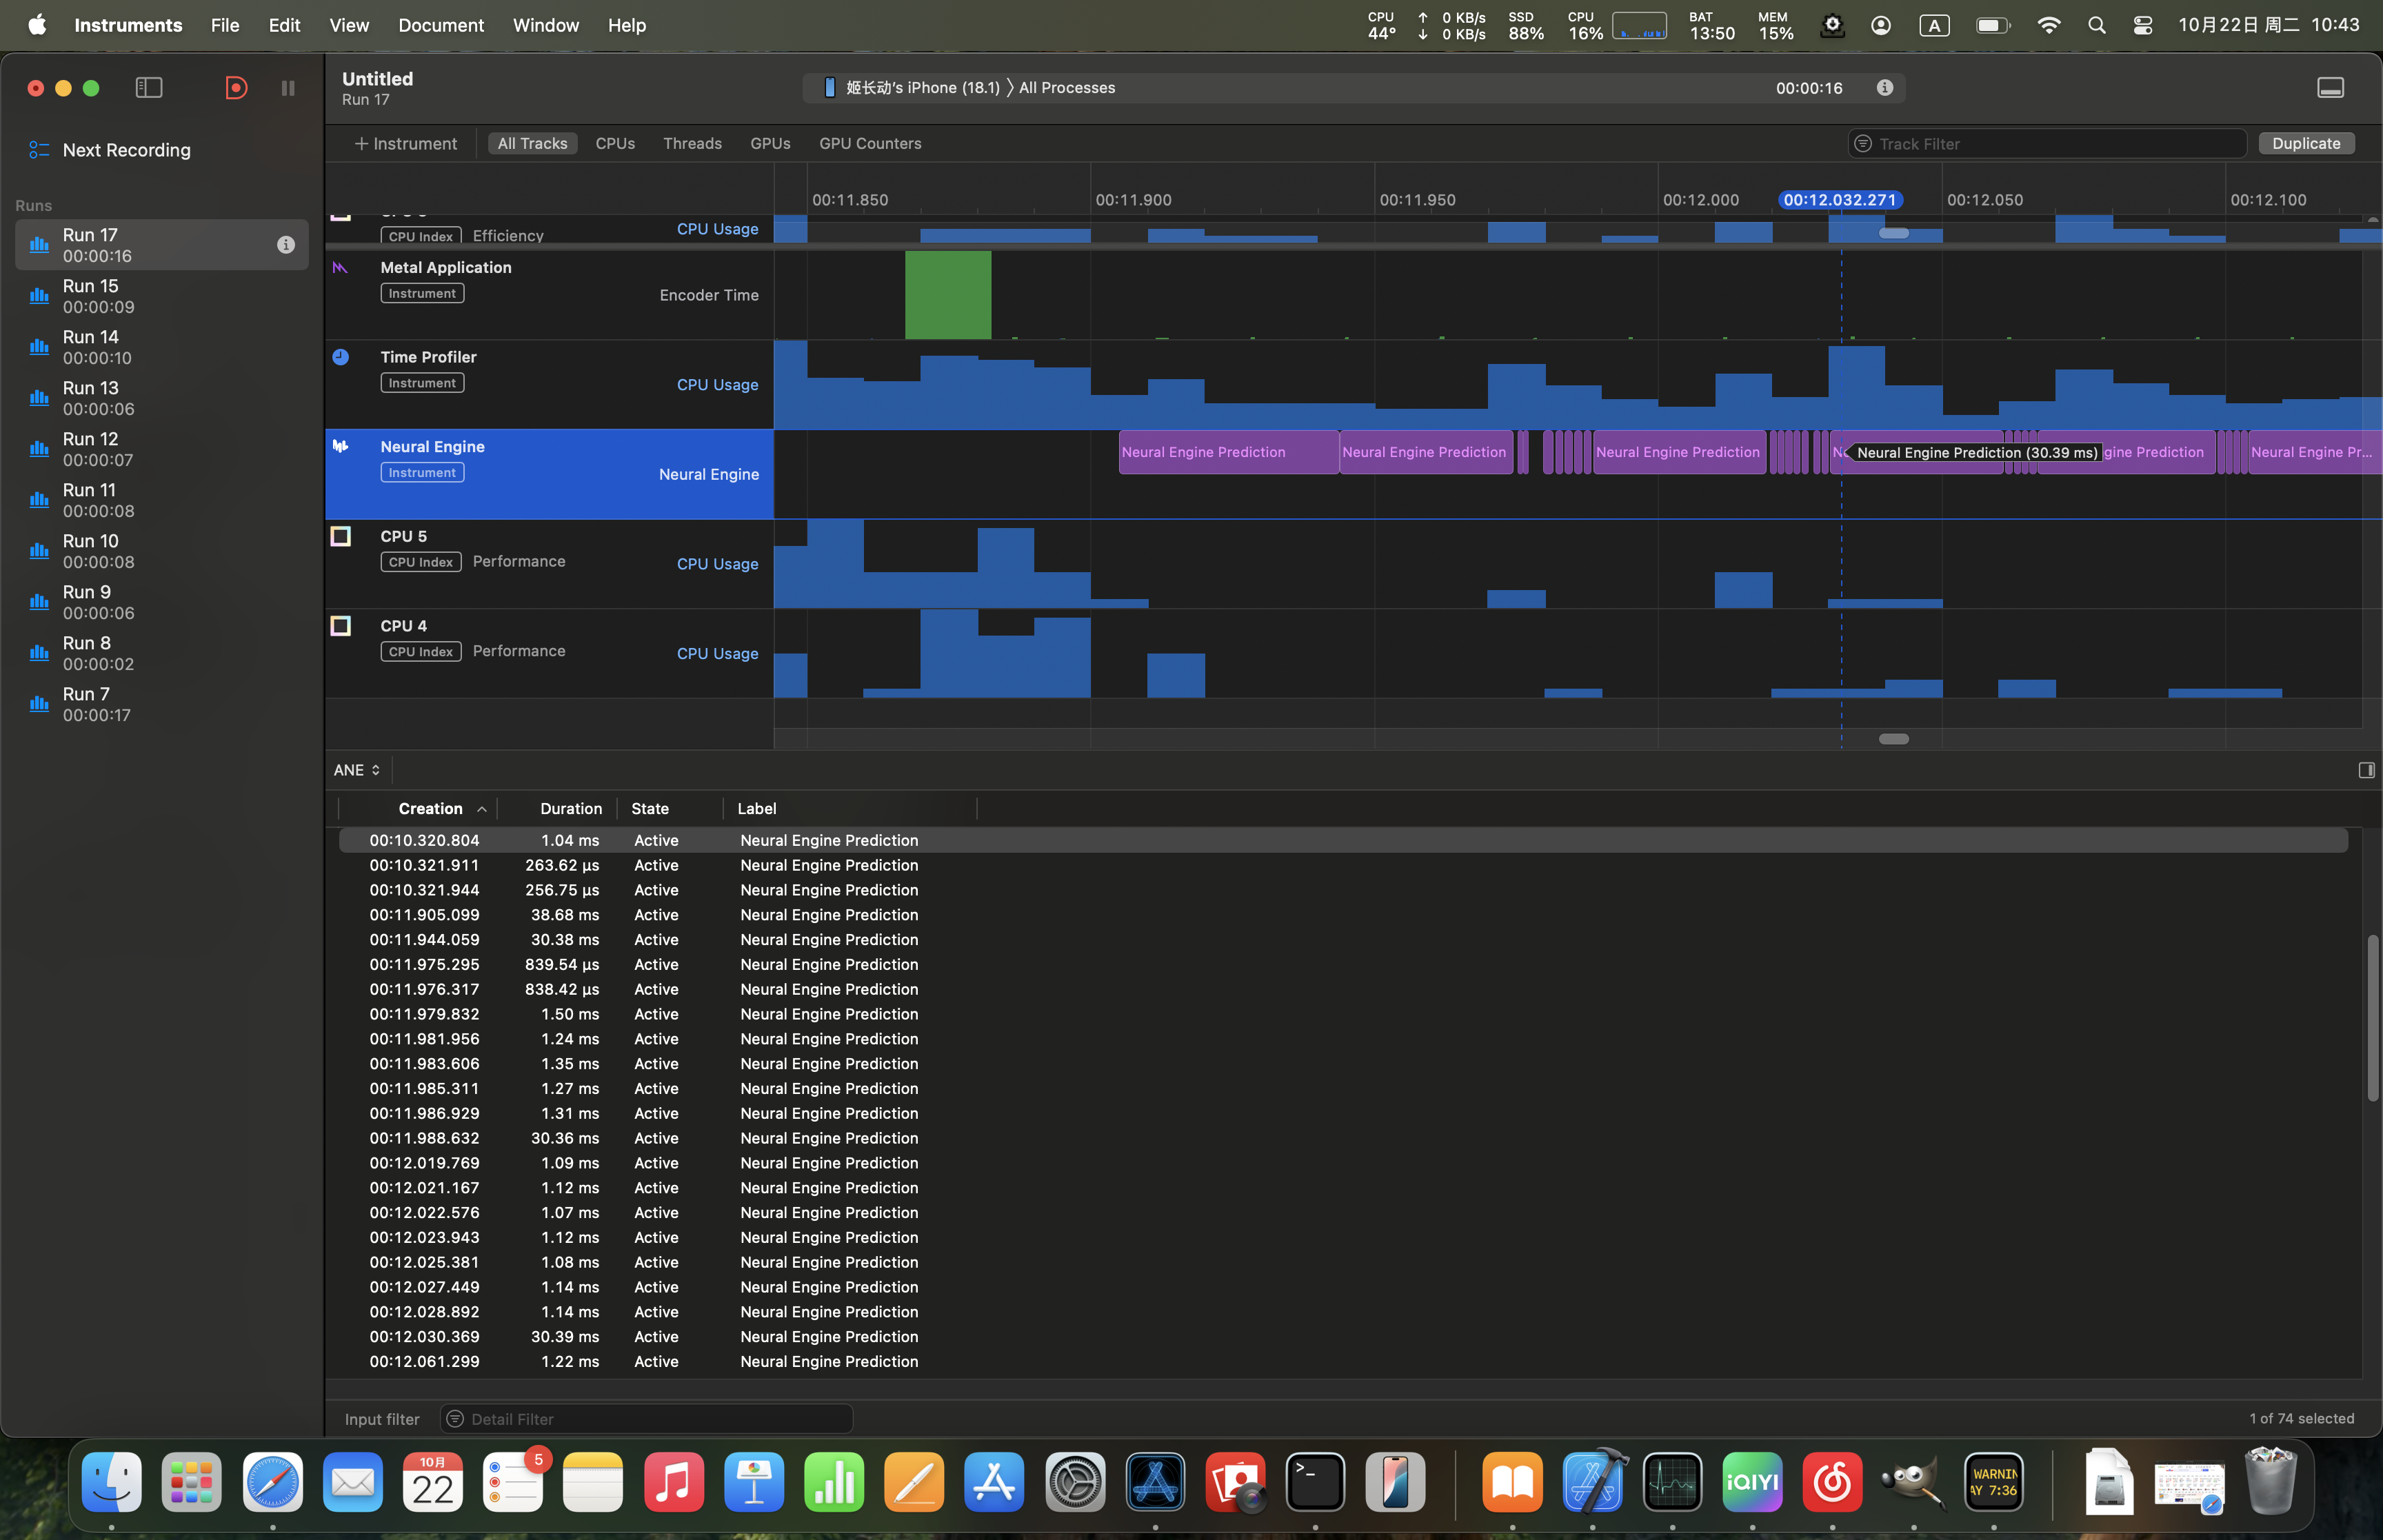 Instruments File Edit View Document Window Help
CPU 44° ↑ 0 KB/s ↓ 0 KB/s SSD 88% CPU 16% BAT 13:50 MEM 15% A 10月22日 周二 10:43
Untitled
Run 17
姬长动's iPhone (18.1) 〉 All Processes 00:00:16
Next Recording
+ Instrument All Tracks CPUs Threads GPUs GPU Counters Track Filter Duplicate
Runs
Run 17
00:00:16
Run 15
00:00:09
Run 14
00:00:10
Run 13
00:00:06
Run 12
00:00:07
Run 11
00:00:08
Run 10
00:00:08
Run 9
00:00:06
Run 8
00:00:02
Run 7
00:00:17
00:11.850 00:11.900 00:11.950 00:12.000 00:12.032.271 00:12.050 00:12.100
CPU Index Efficiency CPU Usage
Metal Application
Instrument Encoder Time
Time Profiler
Instrument CPU Usage
Neural Engine
Instrument Neural Engine
Neural Engine Prediction Neural Engine Prediction Neural Engine Prediction Neural Engine Prediction (30.39 ms) gine Prediction Neural Engine Pr...
CPU 5
CPU Index Performance CPU Usage
CPU 4
CPU Index Performance CPU Usage
ANE
Creation Duration State Label
00:10.320.804 1.04 ms Active Neural Engine Prediction
00:10.321.911 263.62 µs Active Neural Engine Prediction
00:10.321.944 256.75 µs Active Neural Engine Prediction
00:11.905.099 38.68 ms Active Neural Engine Prediction
00:11.944.059 30.38 ms Active Neural Engine Prediction
00:11.975.295 839.54 µs Active Neural Engine Prediction
00:11.976.317 838.42 µs Active Neural Engine Prediction
00:11.979.832 1.50 ms Active Neural Engine Prediction
00:11.981.956 1.24 ms Active Neural Engine Prediction
00:11.983.606 1.35 ms Active Neural Engine Prediction
00:11.985.311 1.27 ms Active Neural Engine Prediction
00:11.986.929 1.31 ms Active Neural Engine Prediction
00:11.988.632 30.36 ms Active Neural Engine Prediction
00:12.019.769 1.09 ms Active Neural Engine Prediction
00:12.021.167 1.12 ms Active Neural Engine Prediction
00:12.022.576 1.07 ms Active Neural Engine Prediction
00:12.023.943 1.12 ms Active Neural Engine Prediction
00:12.025.381 1.08 ms Active Neural Engine Prediction
00:12.027.449 1.14 ms Active Neural Engine Prediction
00:12.028.892 1.14 ms Active Neural Engine Prediction
00:12.030.369 30.39 ms Active Neural Engine Prediction
00:12.061.299 1.22 ms Active Neural Engine Prediction
Input filter Detail Filter 1 of 74 selected
10月
22
5
iQIYI
WARNIN
AY 7:36